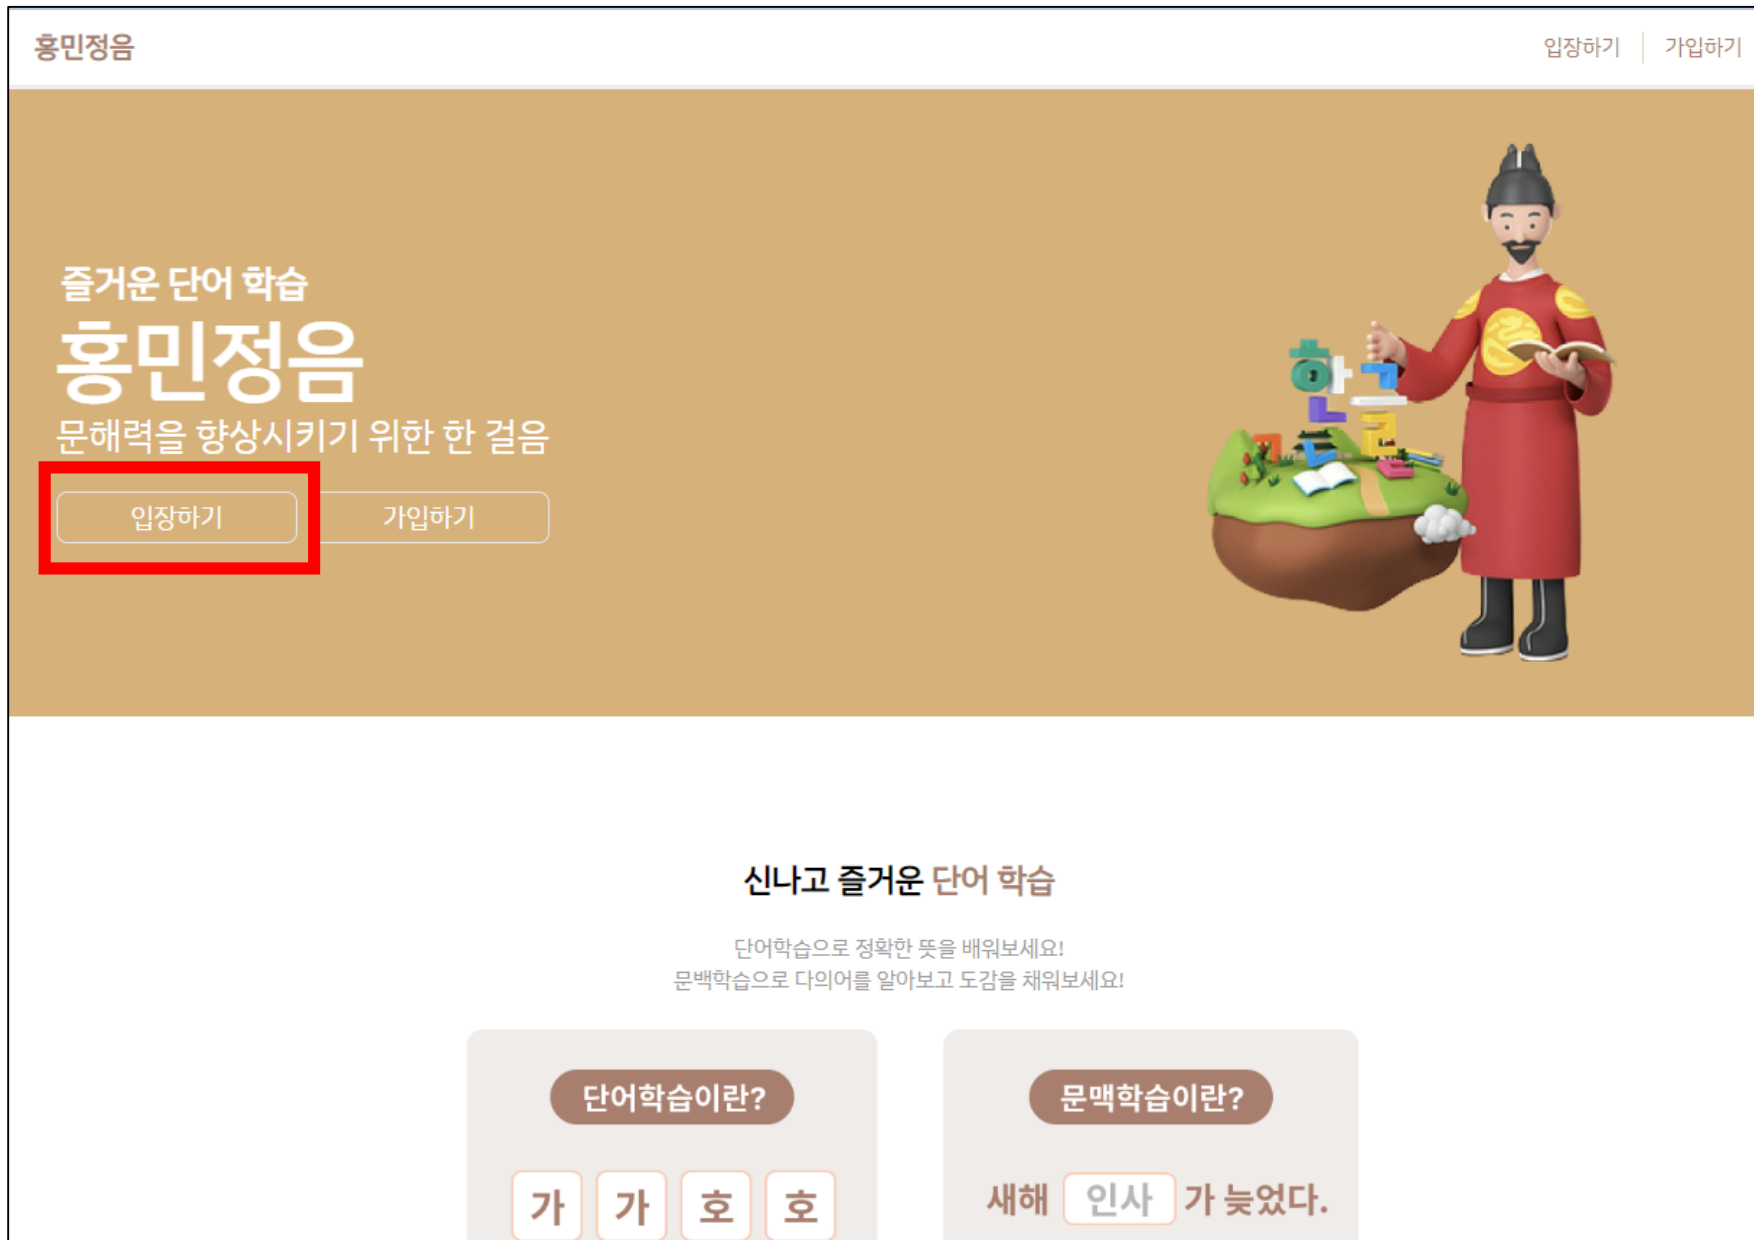 홍민정음
입장하기 가입하기
즐거운 단어 학습
홍민정음
문해력을 향상시키기 위한 한 걸음
입장하기 가입하기
한글
신나고 즐거운 단어 학습
단어학습으로 정확한 뜻을 배워보세요!
문백학습으로 다의어를 알아보고 도감을 채워보세요!
단어학습이란? 문맥학습이란?
가 가 호 호
새해 인사 가 늦었다.